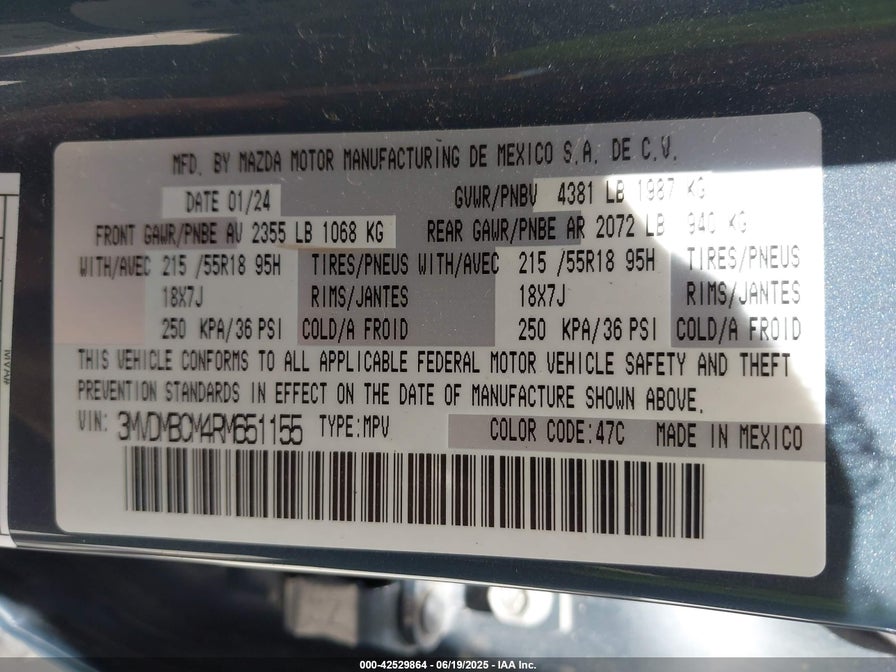 MFD. BY MAZDA MOTOR MANUFACTURING DE MEXICO S.A. DE C.V.
DATE 01/24 GVWR/PNBV 4381 LB 1987 KG
FRONT GAWR/PNBE AV 2355 LB 1068 KG REAR GAWR/PNBE AR 2072 LB 940 KG
WITH/AVEC 215 /55R18 95H TIRES/PNEUS WITH/AVEC 215 /55R18 95H TIRES/PNEUS
18X7J RIMS/JANTES 18X7J RIMS/JANTES
250 KPA/36 PSI COLD/A FROID 250 KPA/36 PSI COLD/A FROID
THIS VEHICLE CONFORMS TO ALL APPLICABLE FEDERAL MOTOR VEHICLE SAFETY AND THEFT
PREVENTION STANDARDS IN EFFECT ON THE DATE OF MANUFACTURE SHOWN ABOVE.
VIN: 3MVDMBCM4RM651155 TYPE:MPV COLOR CODE:47C MADE IN MEXICO
000-42529864 - 06/19/2025 - IAA Inc.